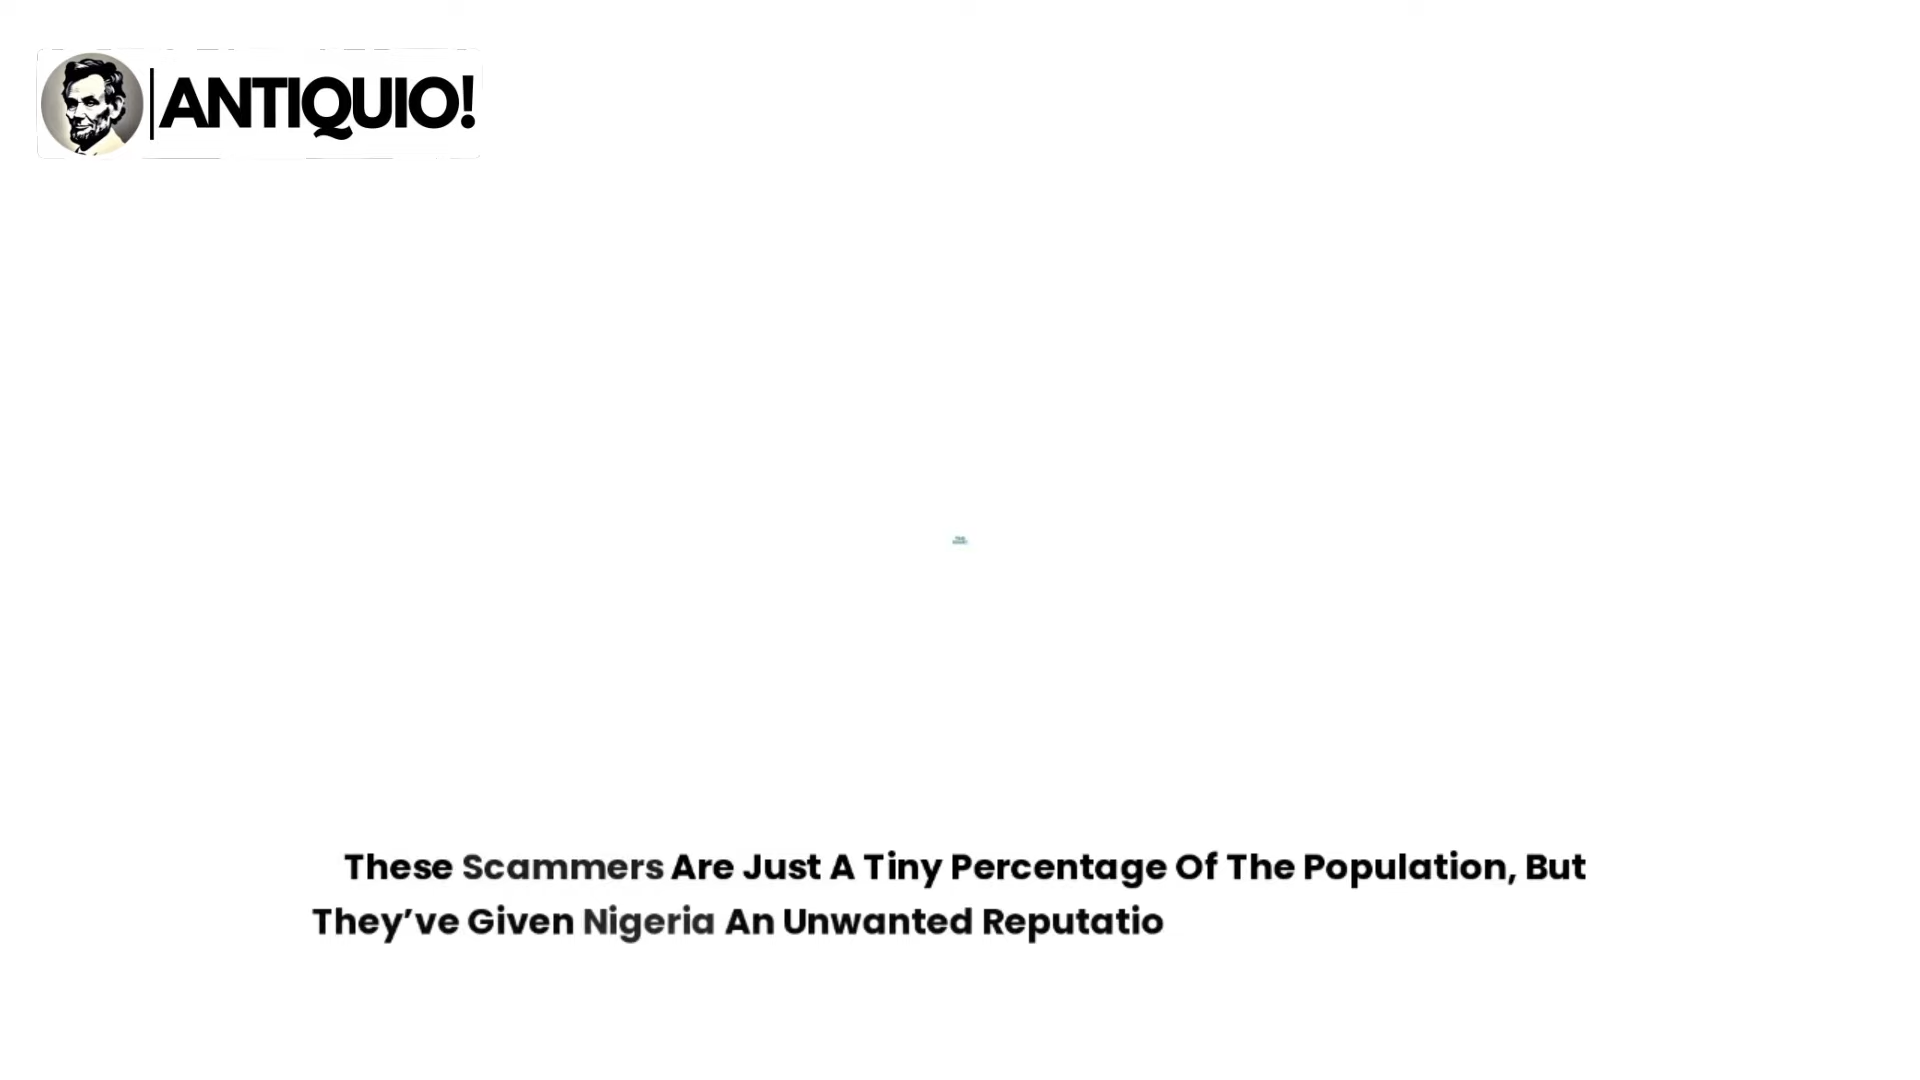 ANTIQUIO!
These Scammers Are Just A Tiny Percentage Of The Population, But
They’ve Given Nigeria An Unwanted Reputatio